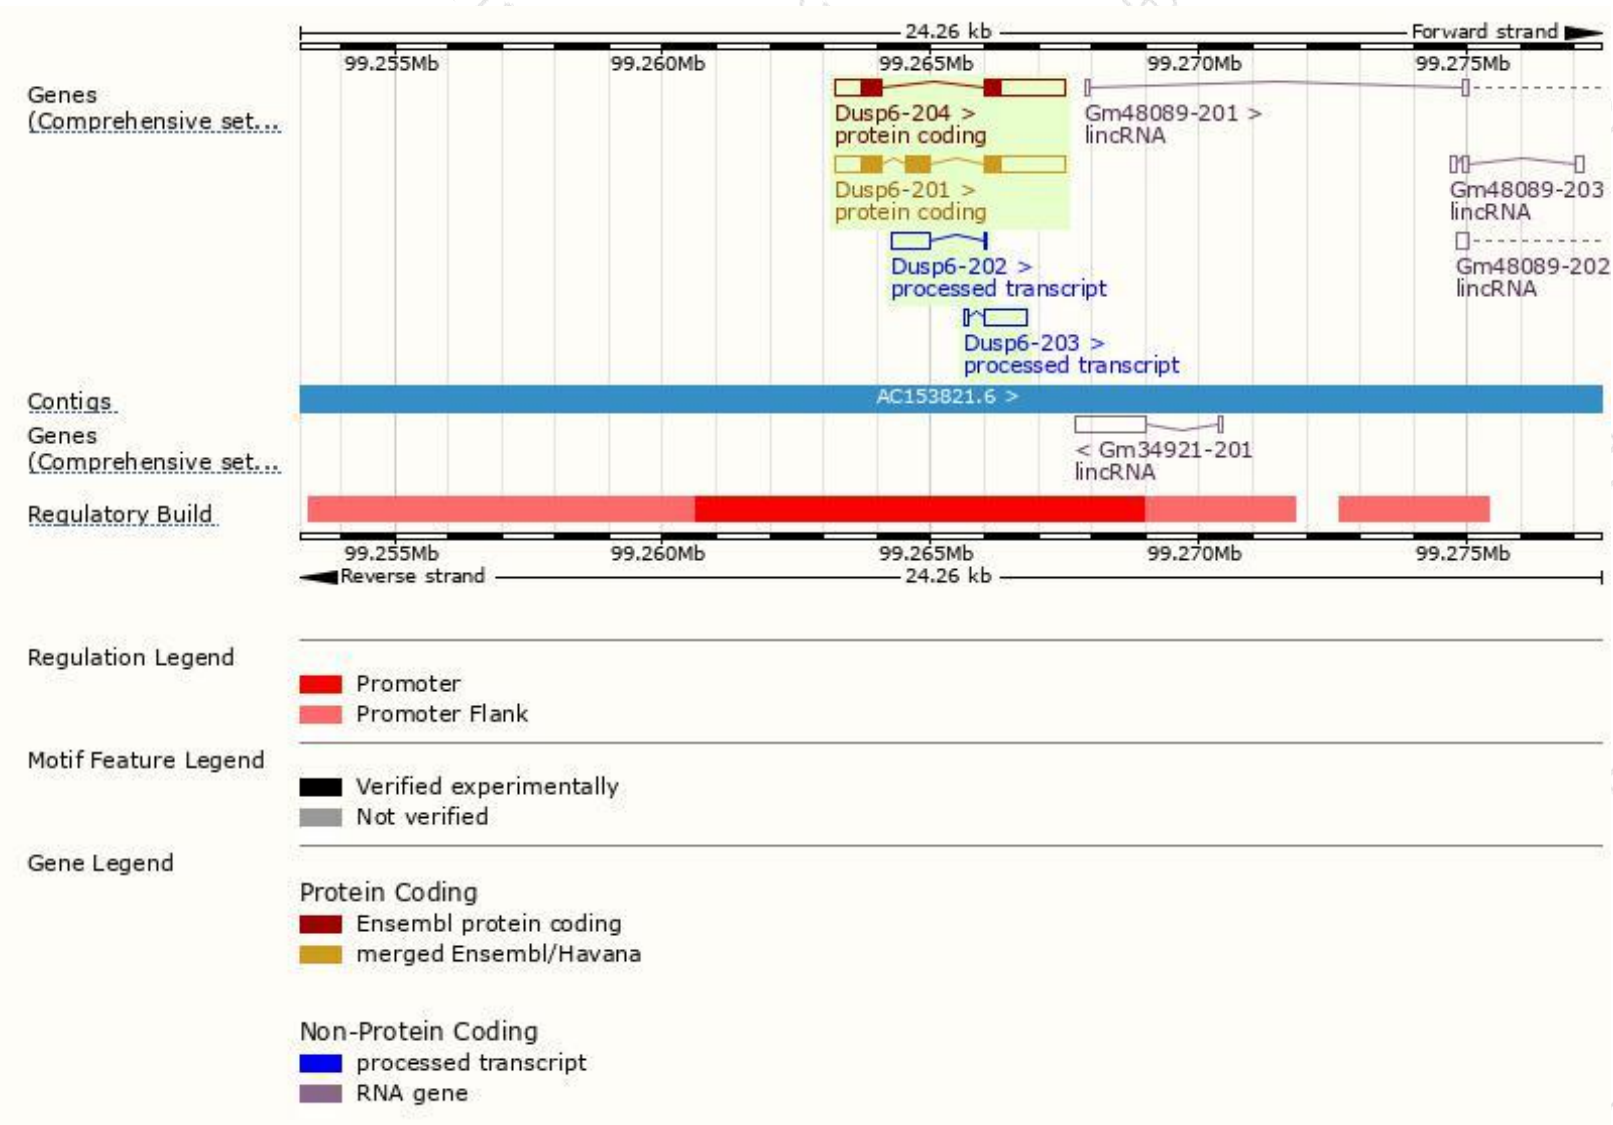 24.26 kb Forward strand
99.255Mb 99.260Mb 99.265Mb 99.270Mb 99.275Mb
Genes
(Comprehensive set...
Dusp6-204 >
protein coding
Gm48089-201 >
lincRNA
Dusp6-201 >
protein coding
Gm48089-203
lincRNA
Dusp6-202 >
processed transcript
Gm48089-202
lincRNA
Dusp6-203 >
processed transcript
Contigs
AC153821.6 >
Genes
(Comprehensive set...
< Gm34921-201
lincRNA
Regulatory Build
99.255Mb 99.260Mb 99.265Mb 99.270Mb 99.275Mb
Reverse strand 24.26 kb
Regulation Legend
Promoter
Promoter Flank
Motif Feature Legend
Verified experimentally
Not verified
Gene Legend
Protein Coding
Ensembl protein coding
merged Ensembl/Havana
Non-Protein Coding
processed transcript
RNA gene